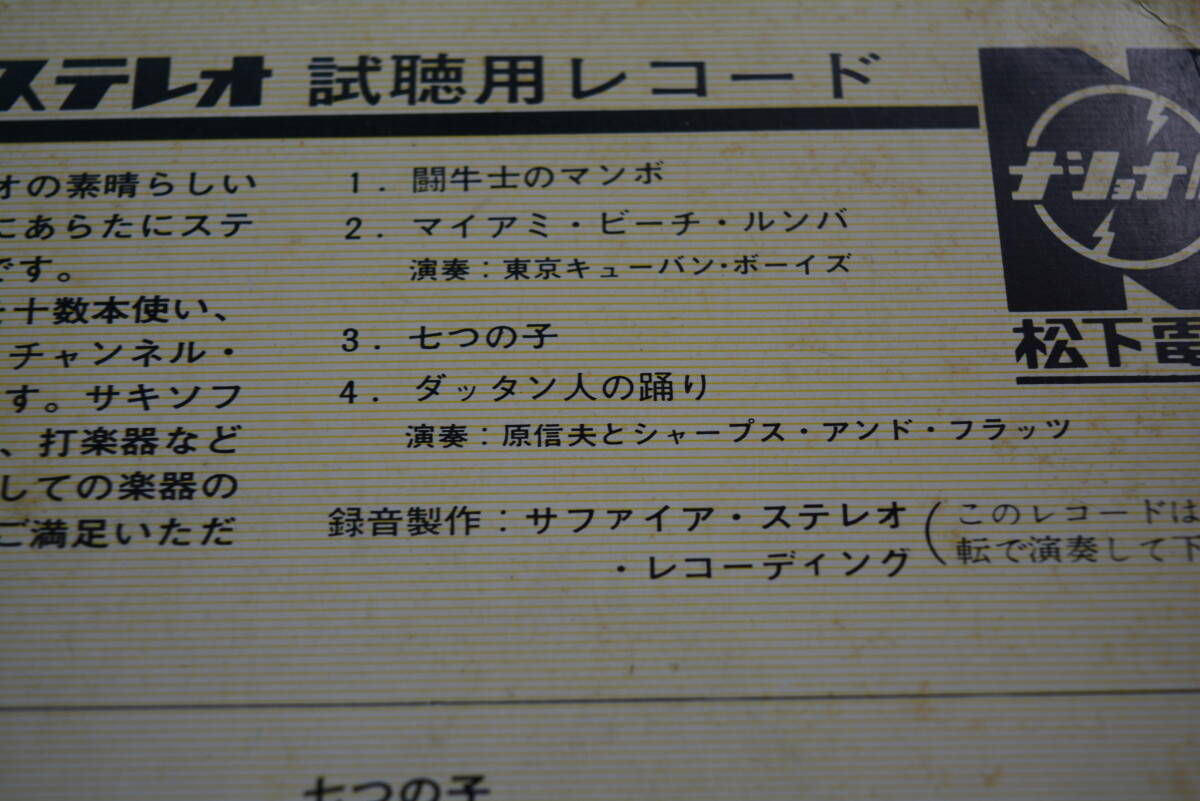 ステレオ 試聴用レコード
オの素晴らしい
にあらたにステ
です。
を十数本使い、
チャンネル・
す。サキソフ
、打楽器など
しての楽器の
ご満足いただ
1. 闘牛士のマンボ
2. マイアミ・ビーチ・ルンバ
演奏：東京キューバン・ボーイズ
3. 七つの子
4. ダッタン人の踊り
演奏：原信夫とシャープス・アンド・フラッツ
録音製作：サファイア・ステレオ
・レコーディング
(このレコードは
転で演奏して下
ナショナル
松下電
七つの子